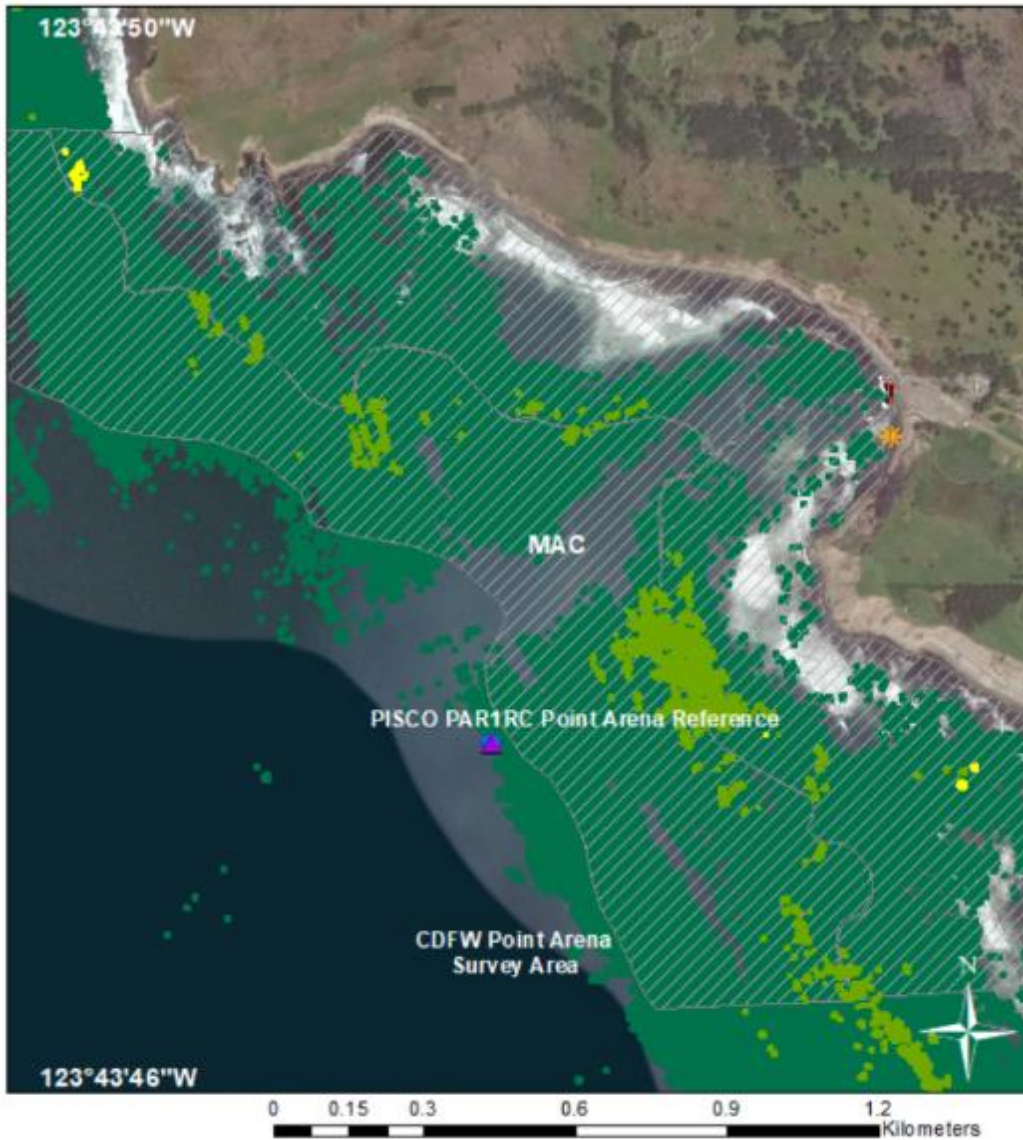 123°43'50"W
MAC
PISCO PAR1RC Point Arena Reference
CDFW Point Arena
Survey Area
N
123°43'46"W
0 0.15 0.3 0.6 0.9 1.2
Kilometers